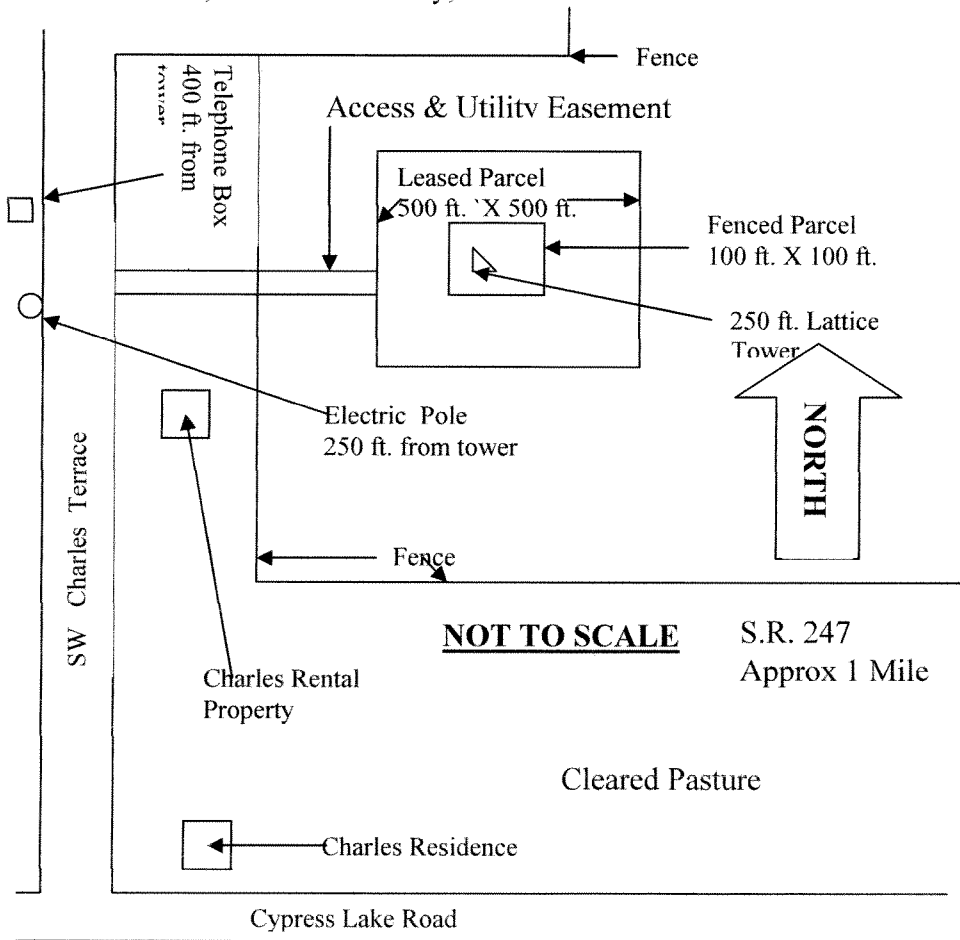 Fence
Telephone Box
400 ft. from
tower
Access & Utility Easement
Leased Parcel
500 ft. `X 500 ft.
Fenced Parcel
100 ft. X 100 ft.
250 ft. Lattice
Tower
NORTH
Electric Pole
250 ft. from tower
SW Charles Terrace
Fence
NOT TO SCALE
S.R. 247
Approx 1 Mile
Charles Rental
Property
Cleared Pasture
Charles Residence
Cypress Lake Road